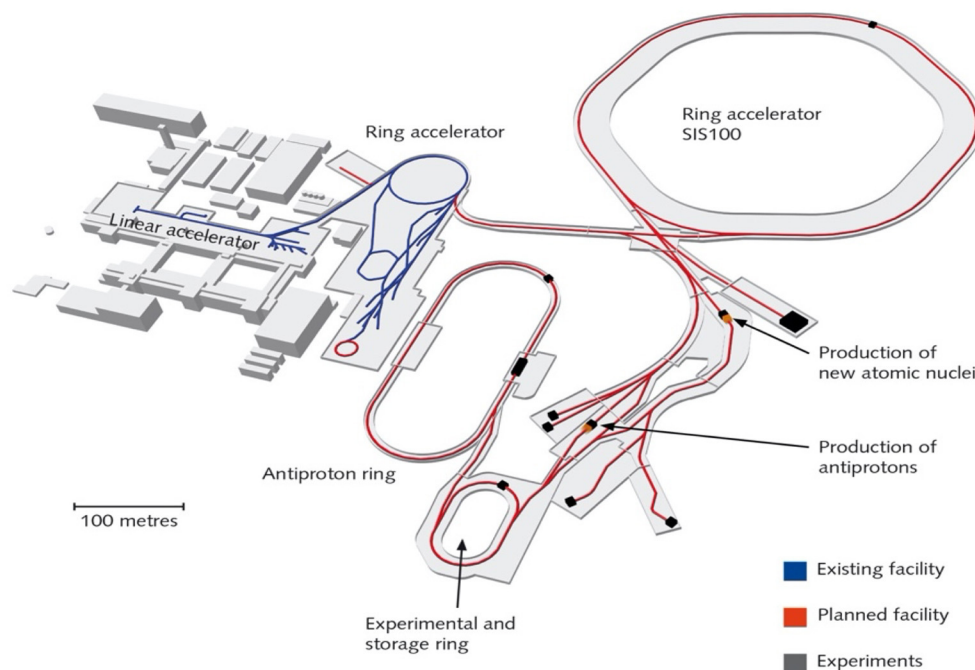 Ring accelerator
Ring accelerator
SIS100
Linear accelerator
Production of
new atomic nuclei
Production of
antiprotons
Antiproton ring
100 metres
Experimental and
storage ring
Existing facility
Planned facility
Experiments